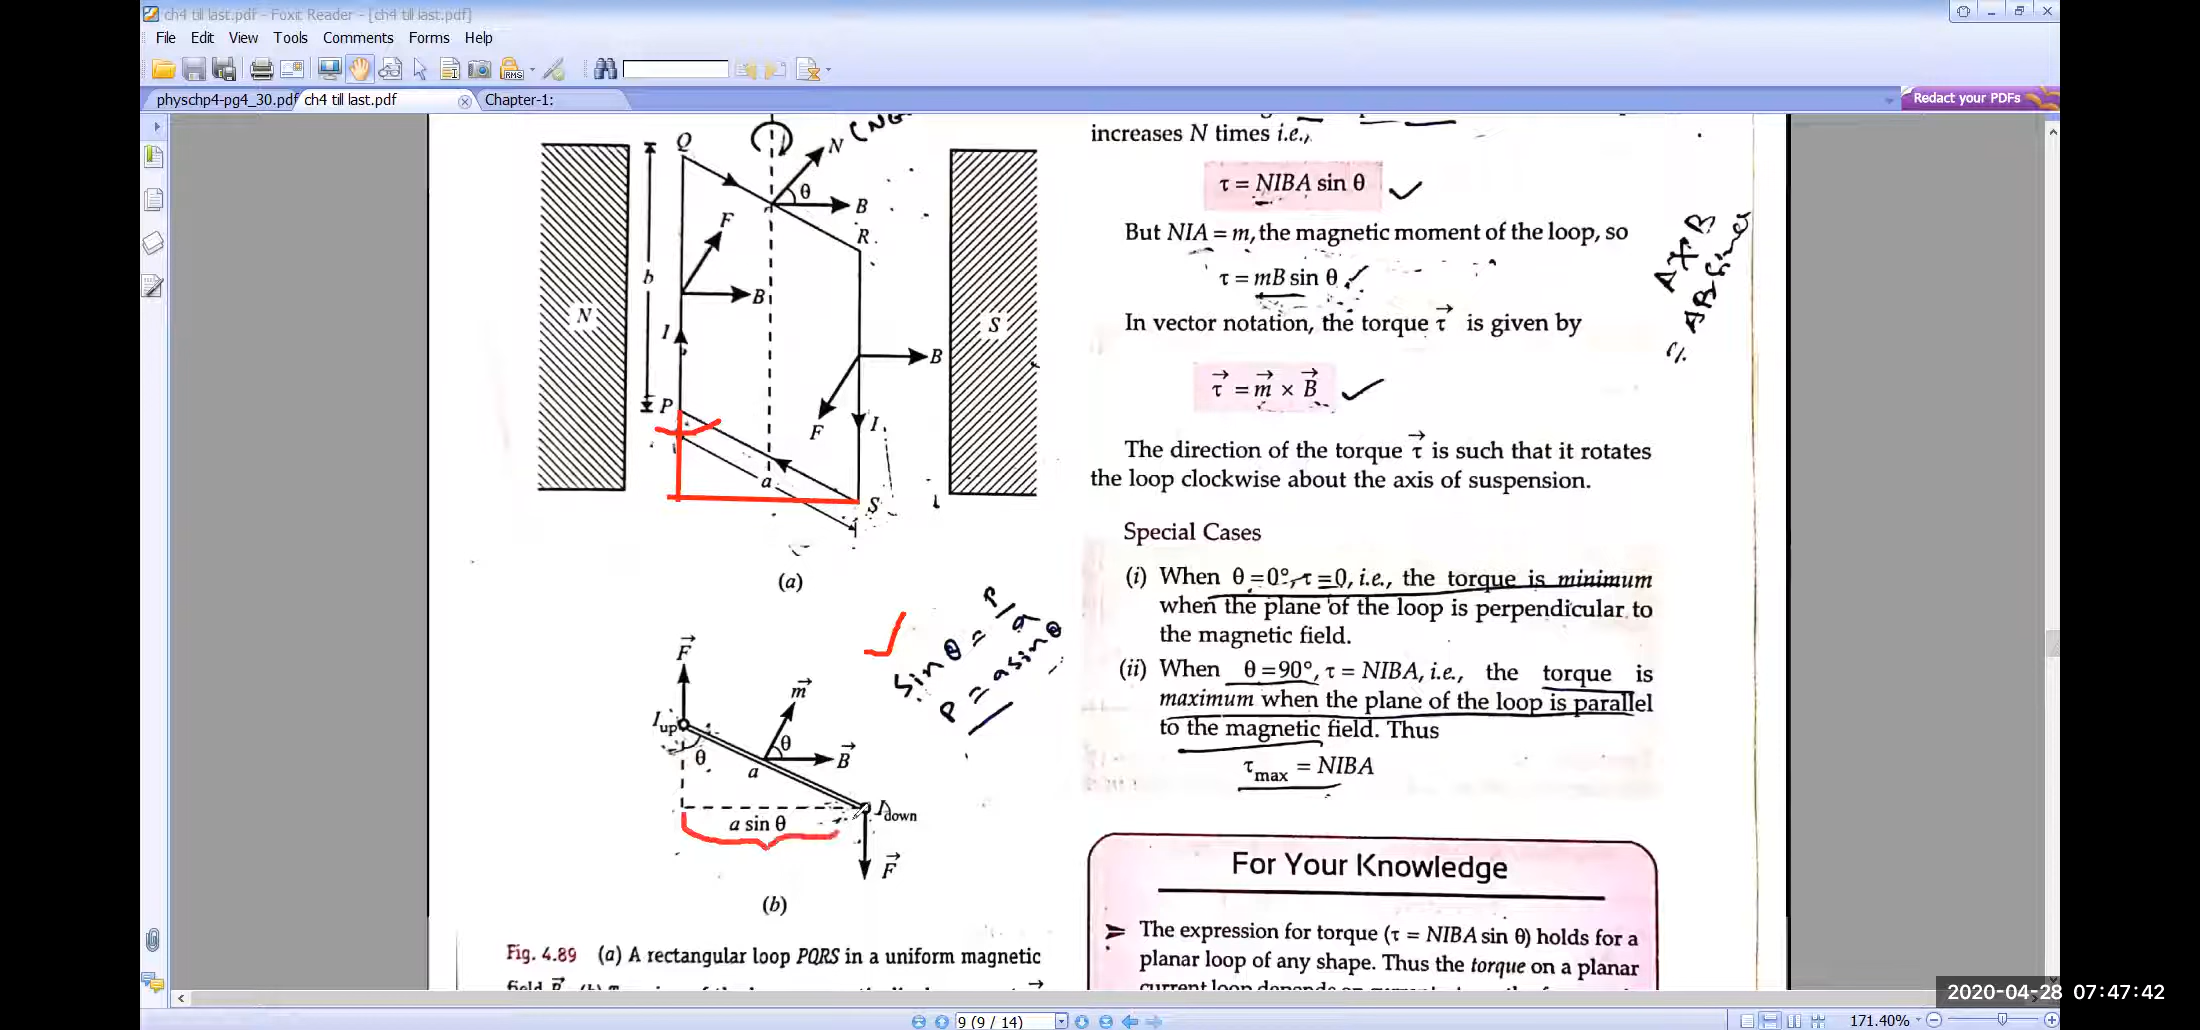 ch4 till last.pdf - Foxit Reader - [ch4 till last.pdf]
File Edit View Tools Comments Forms Help
physchp4-pg4_30.pdf ch4 till last.pdf Chapter-1:
Redact your PDFs
Q
N
θ
B
R
F
b
B
N
I
S
B
P
F
I
a
S
(a)
sin θ = P/a
P = a sin θ
F⃗
m⃗
I up
θ
B⃗
θ
a
I down
a sin θ
F⃗
(b)
Fig. 4.89 (a) A rectangular loop PQRS in a uniform magnetic
increases N times i.e.,
τ = NIBA sin θ
But NIA = m, the magnetic moment of the loop, so
τ = mB sin θ
In vector notation, the torque τ⃗ is given by
τ⃗ = m⃗ × B⃗
A × B
AB sin θ
The direction of the torque τ⃗ is such that it rotates
the loop clockwise about the axis of suspension.
Special Cases
(i) When θ = 0°, τ = 0, i.e., the torque is minimum
when the plane of the loop is perpendicular to
the magnetic field.
(ii) When θ = 90°, τ = NIBA, i.e., the torque is
maximum when the plane of the loop is parallel
to the magnetic field. Thus
τmax = NIBA
For Your Knowledge
➢ The expression for torque (τ = NIBA sin θ) holds for a
planar loop of any shape. Thus the torque on a planar
2020-04-28 07:47:42
9 (9 / 14)
171.40%